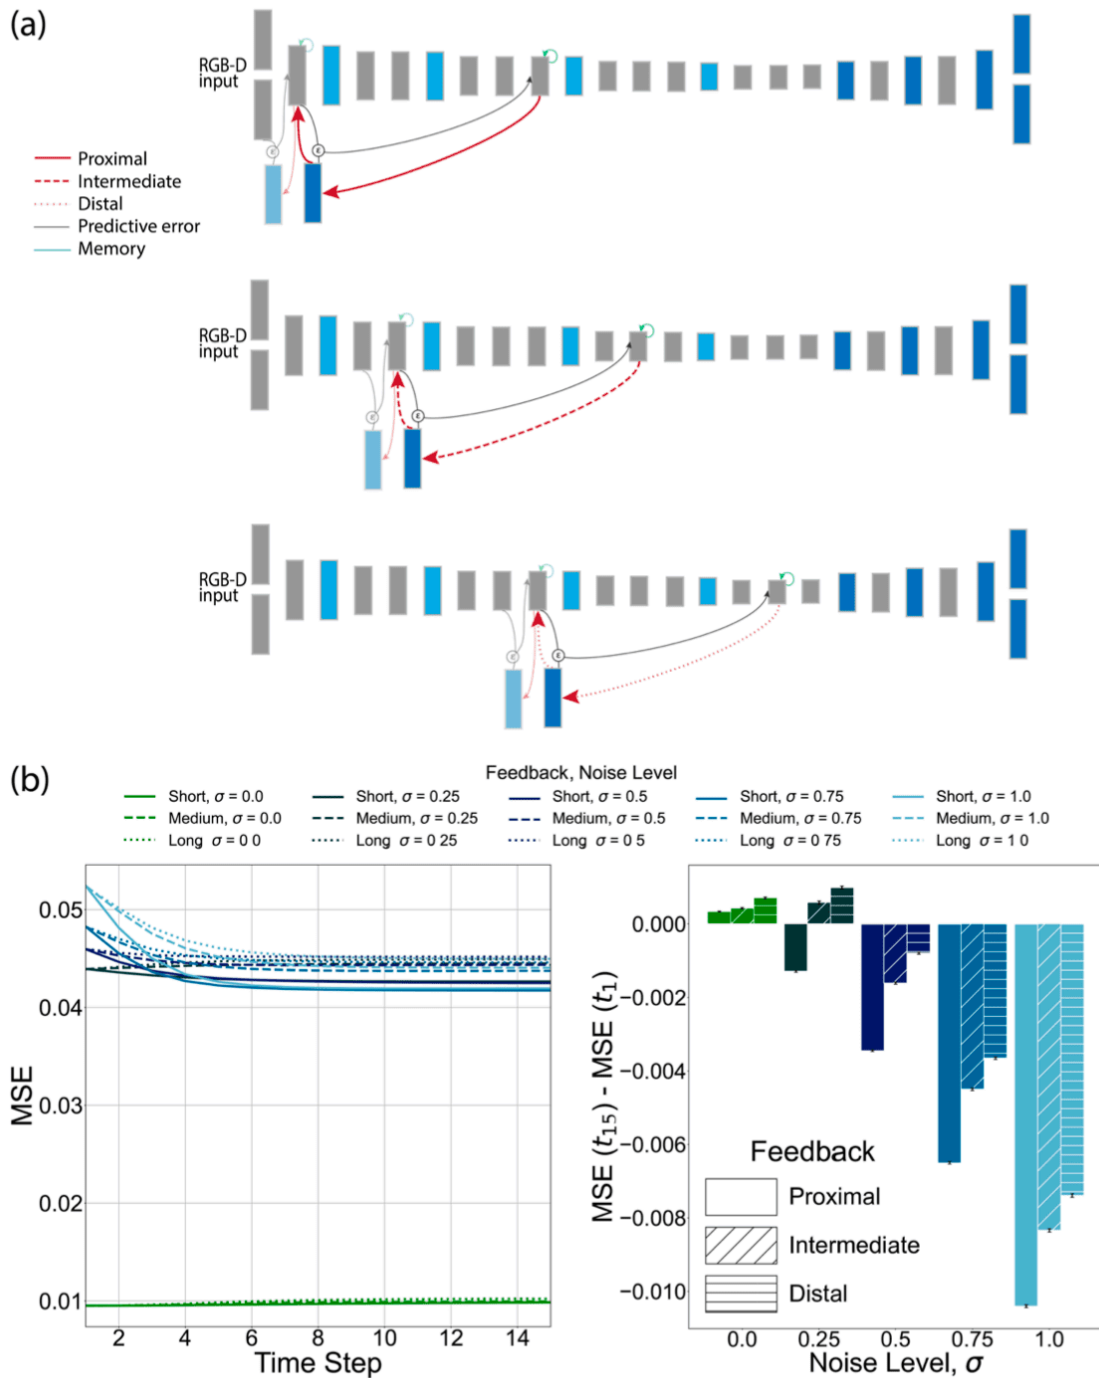 (a)
RGB-D
input
ε
ε
Proximal
Intermediate
Distal
Predictive error
Memory
RGB-D
input
ε
ε
RGB-D
input
ε
ε
(b)
Feedback, Noise Level
Short, σ = 0.0
Short, σ = 0.25
Short, σ = 0.5
Short, σ = 0.75
Short, σ = 1.0
Medium, σ = 0.0
Medium, σ = 0.25
Medium, σ = 0.5
Medium, σ = 0.75
Medium, σ = 1.0
Long σ = 0 0
Long σ = 0 25
Long σ = 0 5
Long σ = 0 75
Long σ = 1 0
MSE
0.05
0.04
0.03
0.02
0.01
2 4 6 8 10 12 14
Time Step
MSE (t₁₅) - MSE (t₁)
0.000
−0.002
−0.004
−0.006
−0.008
−0.010
Feedback
Proximal
Intermediate
Distal
0.0 0.25 0.5 0.75 1.0
Noise Level, σ